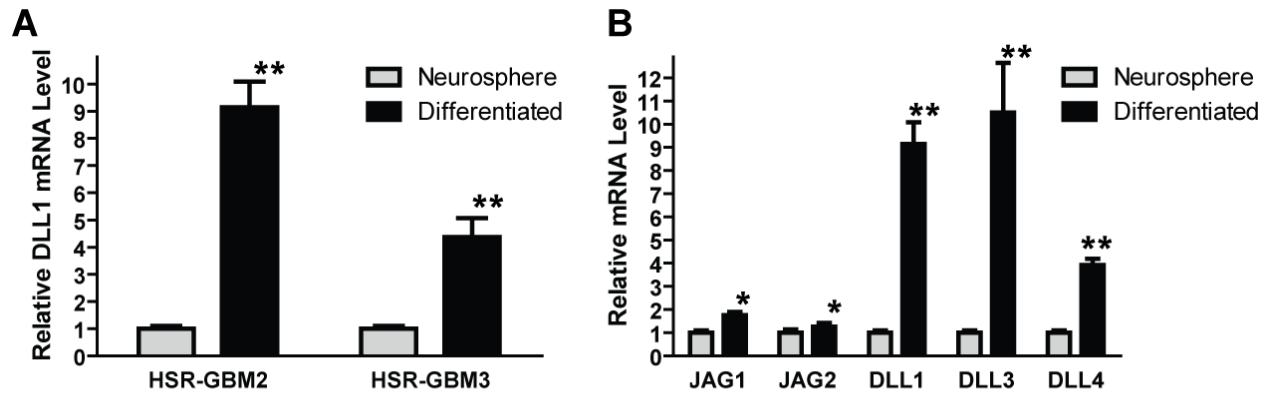 A
Relative DLL1 mRNA Level
10
9
8
7
6
5
4
3
2
1
0
**
**
Neurosphere
Differentiated
HSR-GBM2
HSR-GBM3
B
Relative mRNA Level
12
11
10
9
8
7
6
5
4
3
2
1
0
*
*
**
**
**
Neurosphere
Differentiated
JAG1
JAG2
DLL1
DLL3
DLL4